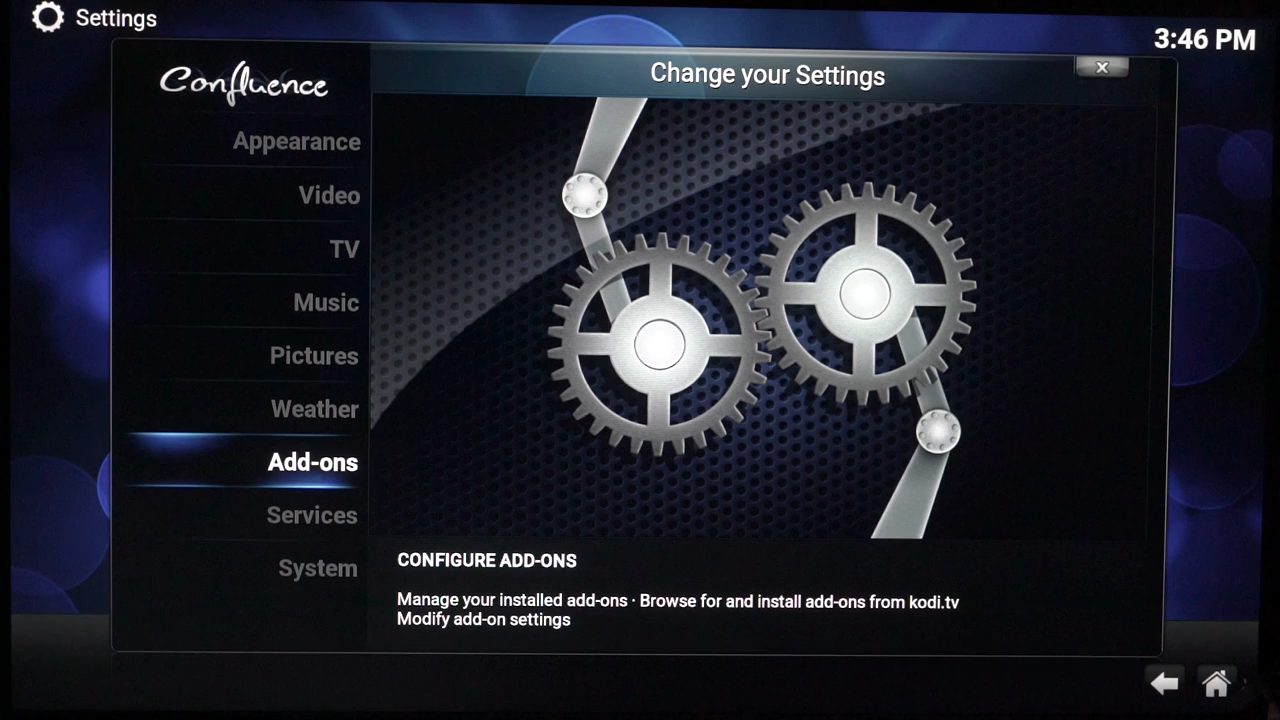 Settings
3:46 PM
Confluence
Change your Settings
x
Appearance
Video
TV
Music
Pictures
Weather
Add-ons
Services
System
CONFIGURE ADD-ONS
Manage your installed add-ons · Browse for and install add-ons from kodi.tv
Modify add-on settings